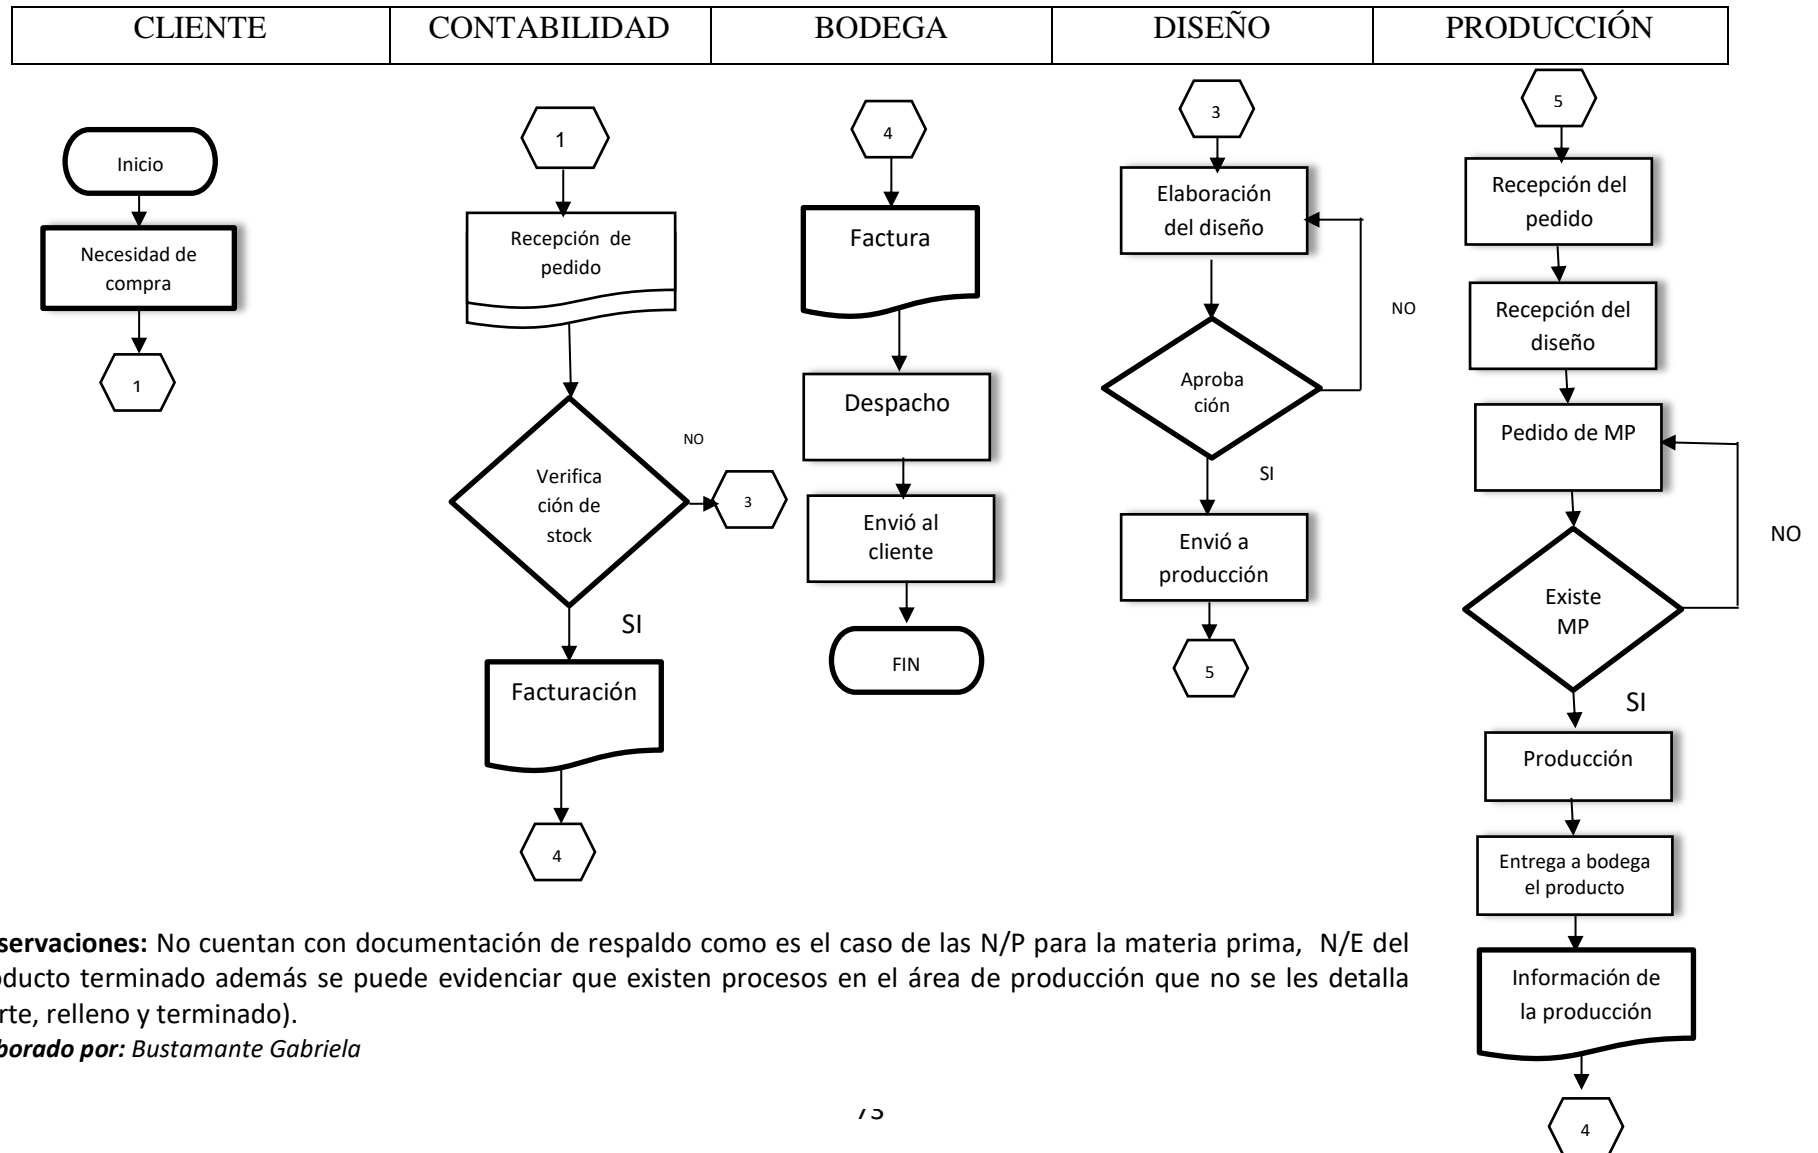 CLIENTE
CONTABILIDAD
BODEGA
DISEÑO
PRODUCCIÓN
Inicio
Necesidad de
compra
1
1
Recepción de
pedido
Verifica
ción de
stock
NO
3
SI
Facturación
4
4
Factura
Despacho
Envió al
cliente
FIN
3
Elaboración
del diseño
Aproba
ción
NO
SI
Envió a
producción
5
5
Recepción del
pedido
Recepción del
diseño
Pedido de MP
Existe
MP
NO
SI
Producción
Entrega a bodega
el producto
Información de
la producción
4
servaciones: No cuentan con documentación de respaldo como es el caso de las N/P para la materia prima, N/E del
oducto terminado además se puede evidenciar que existen procesos en el área de producción que no se les detalla
rte, relleno y terminado).
borado por: Bustamante Gabriela